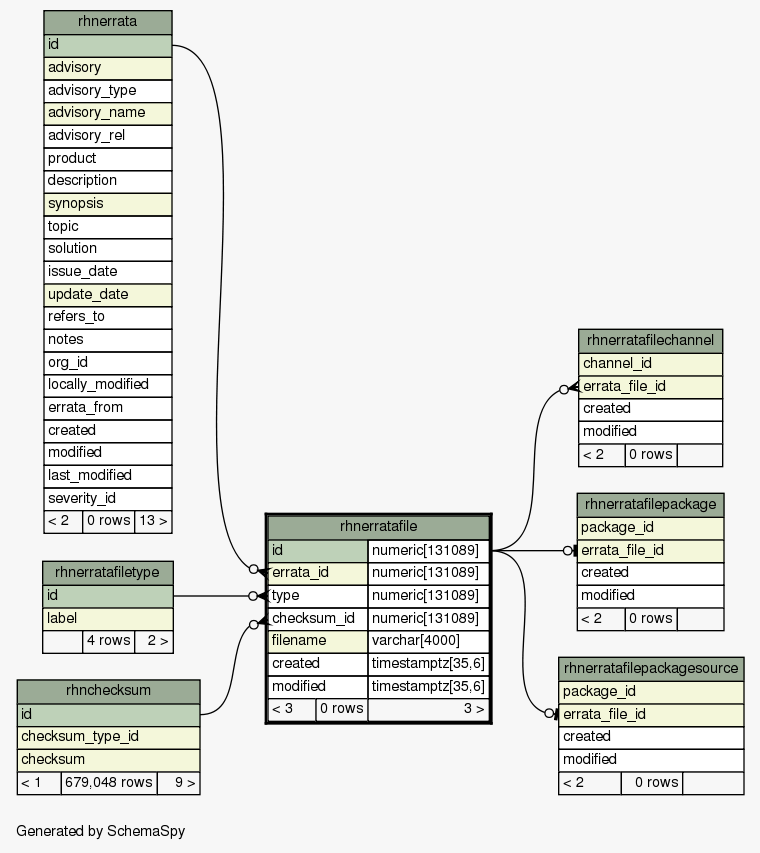 rhnerrata
id
advisory
advisory_type
advisory_name
advisory_rel
product
description
synopsis
topic
solution
issue_date
update_date
refers_to
notes
org_id
locally_modified
errata_from
created
modified
last_modified
severity_id
< 2 0 rows 13 >
rhnerratafiletype
id
label
4 rows 2 >
rhnchecksum
id
checksum_type_id
checksum
< 1 679,048 rows 9 >
rhnerratafile
id numeric[131089]
errata_id numeric[131089]
type numeric[131089]
checksum_id numeric[131089]
filename varchar[4000]
created timestamptz[35,6]
modified timestamptz[35,6]
< 3 0 rows 3 >
rhnerratafilechannel
channel_id
errata_file_id
created
modified
< 2 0 rows
rhnerratafilepackage
package_id
errata_file_id
created
modified
< 2 0 rows
rhnerratafilepackagesource
package_id
errata_file_id
created
modified
< 2 0 rows
Generated by SchemaSpy